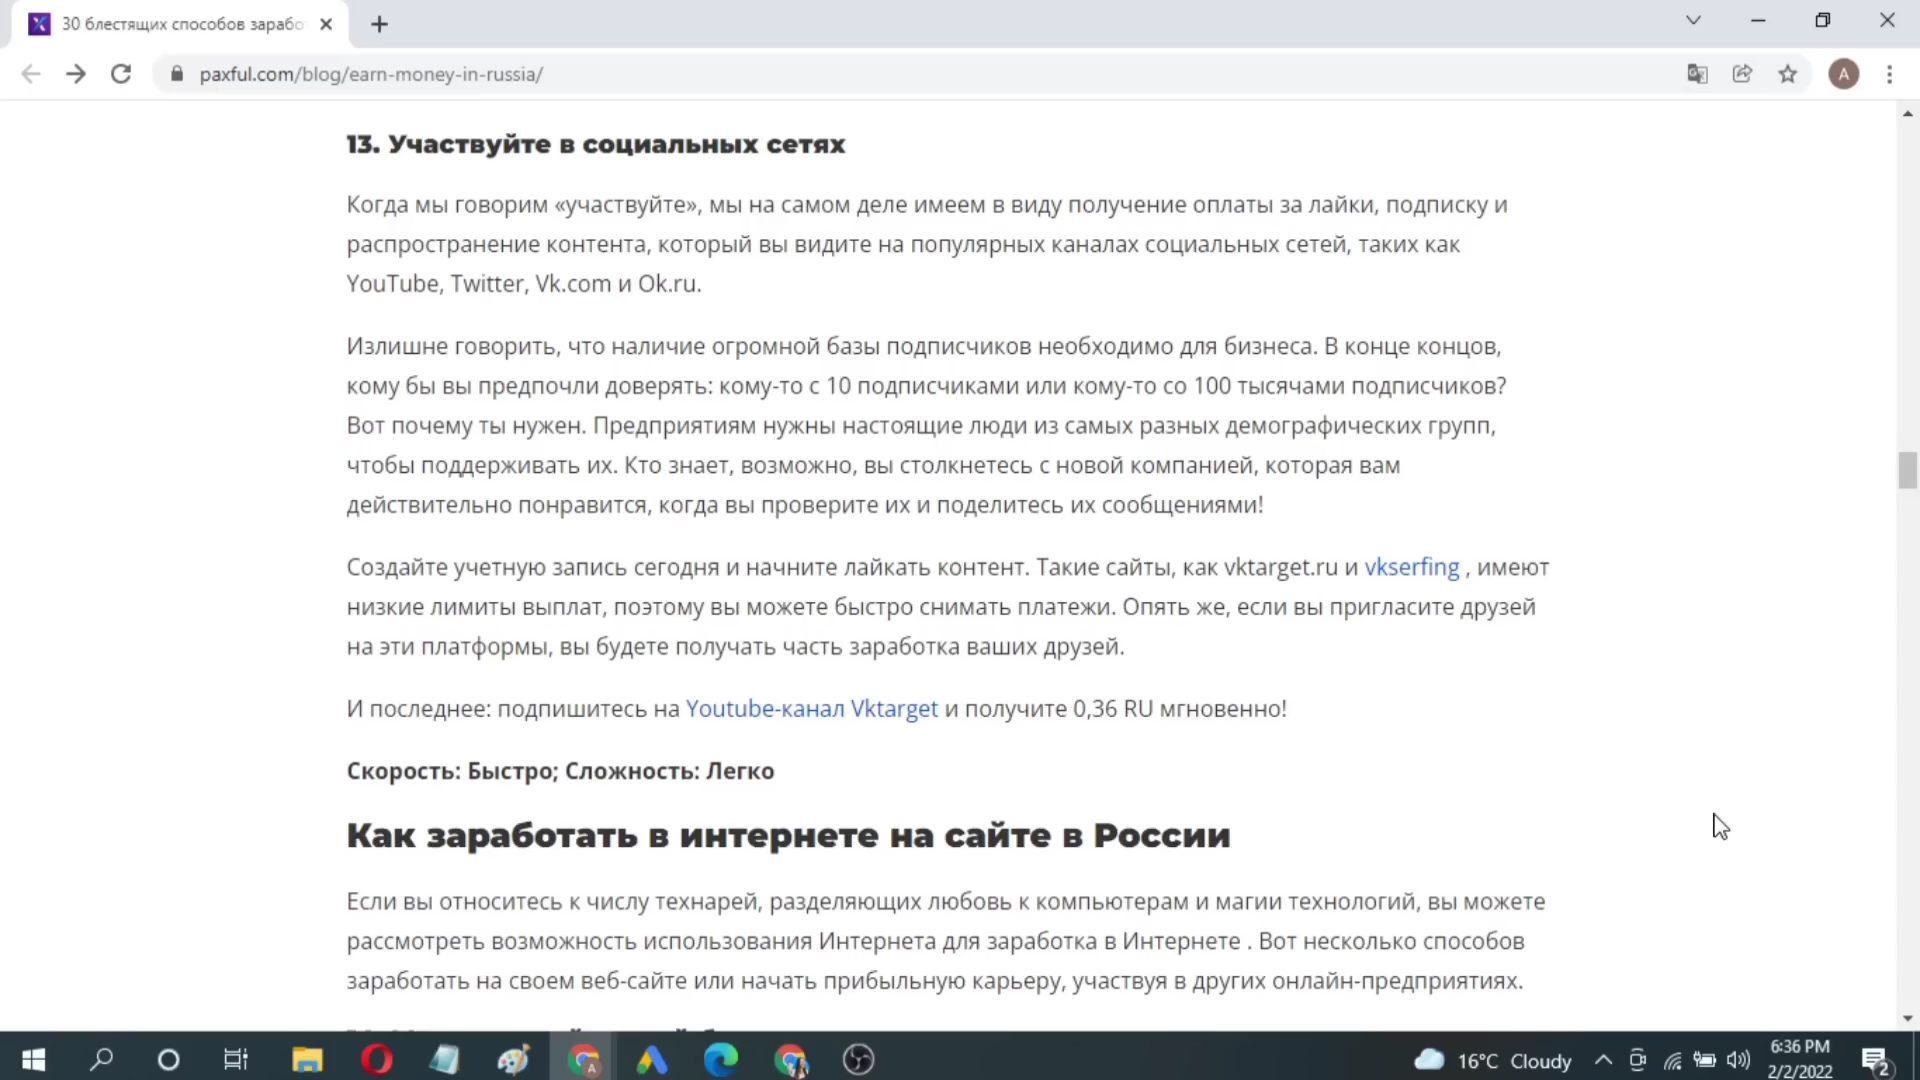 30 блестящих способов зарабо
paxful.com/blog/earn-money-in-russia/
A
13. Участвуйте в социальных сетях
Когда мы говорим «участвуйте», мы на самом деле имеем в виду получение оплаты за лайки, подписку и
распространение контента, который вы видите на популярных каналах социальных сетей, таких как
YouTube, Twitter, Vk.com и Ok.ru.
Излишне говорить, что наличие огромной базы подписчиков необходимо для бизнеса. В конце концов,
кому бы вы предпочли доверять: кому-то с 10 подписчиками или кому-то со 100 тысячами подписчиков?
Вот почему ты нужен. Предприятиям нужны настоящие люди из самых разных демографических групп,
чтобы поддерживать их. Кто знает, возможно, вы столкнетесь с новой компанией, которая вам
действительно понравится, когда вы проверите их и поделитесь их сообщениями!
Создайте учетную запись сегодня и начните лайкать контент. Такие сайты, как vktarget.ru и vkserfing , имеют
низкие лимиты выплат, поэтому вы можете быстро снимать платежи. Опять же, если вы пригласите друзей
на эти платформы, вы будете получать часть заработка ваших друзей.
И последнее: подпишитесь на Youtube-канал Vktarget и получите 0,36 RU мгновенно!
Скорость: Быстро; Сложность: Легко
Как заработать в интернете на сайте в России
Если вы относитесь к числу технарей, разделяющих любовь к компьютерам и магии технологий, вы можете
рассмотреть возможность использования Интернета для заработка в Интернете . Вот несколько способов
заработать на своем веб-сайте или начать прибыльную карьеру, участвуя в других онлайн-предприятиях.
16°C Cloudy
6:36 PM
2/2/2022
2